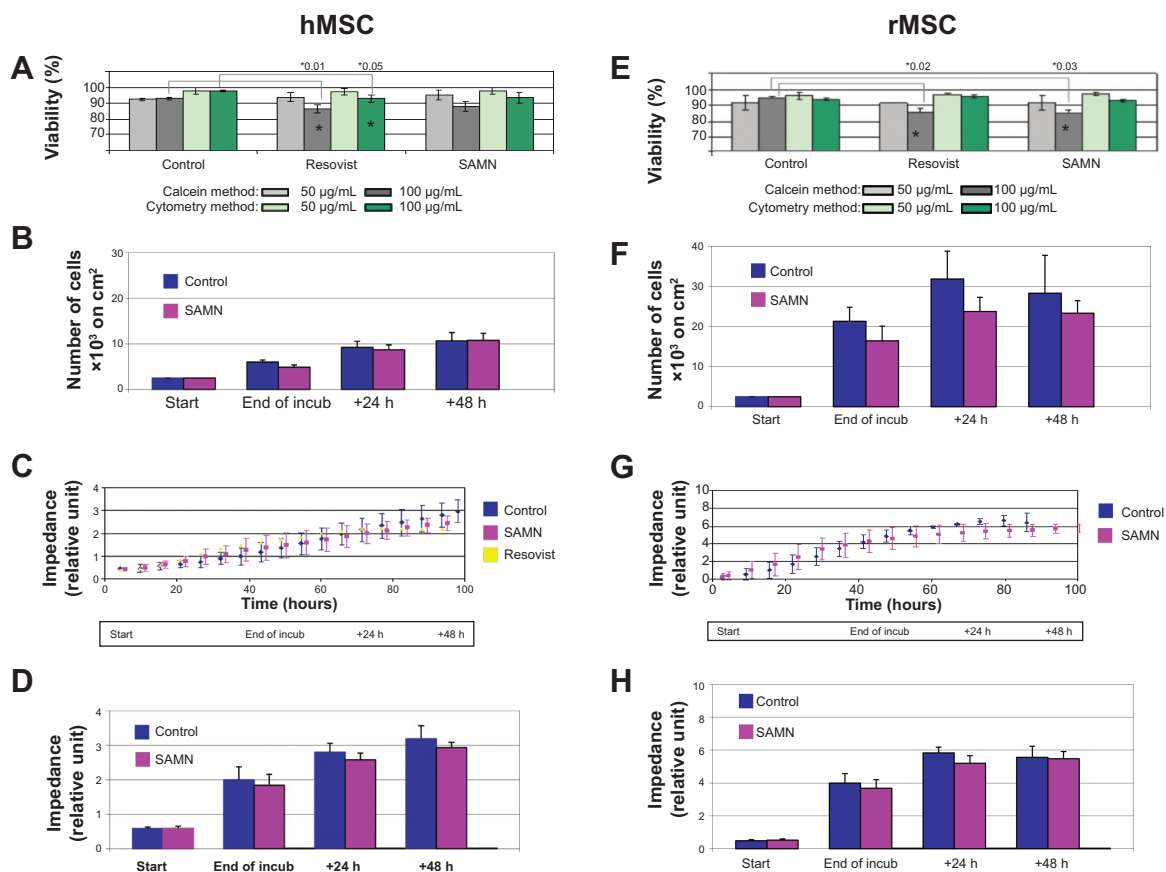 hMSC
rMSC
A
Viability (%)
*0.01
*0.05
100
90
80
70
*
*
Control
Resovist
SAMN
Calcein method: 50 µg/mL 100 µg/mL
Cytometry method: 50 µg/mL 100 µg/mL
B
Number of cells
×10³ on cm²
30
20
10
0
Control
SAMN
Start
End of incub
+24 h
+48 h
C
Impedance
(relative unit)
4
3
2
1
0
0
20
40
60
80
100
Time (hours)
Control
SAMN
Resovist
Start
End of incub
+24 h
+48 h
D
Impedance
(relative unit)
4
3
2
1
0
Control
SAMN
Start
End of incub
+24 h
+48 h
E
Viability (%)
*0.02
*0.03
100
90
80
70
*
*
Control
Resovist
SAMN
Calcein method: 50 µg/mL 100 µg/mL
Cytometry method: 50 µg/mL 100 µg/mL
F
Number of cells
×10³ on cm²
40
30
20
10
0
Control
SAMN
Start
End of incub
+24 h
+48 h
G
Impedance
(relative unit)
10
8
6
4
2
0
0
20
40
60
80
100
Time (hours)
Control
SAMN
Start
End of incub
+24 h
+48 h
H
Impedance
(relative unit)
10
8
6
4
2
0
Control
SAMN
Start
End of incub
+24 h
+48 h